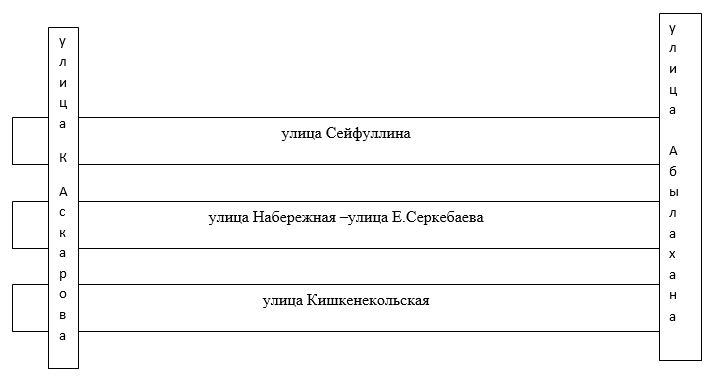 улица К Аскарова
улица Абылахана
улица Сейфуллина
улица Набережная –улица Е.Серкебаева
улица Кишкенекольская